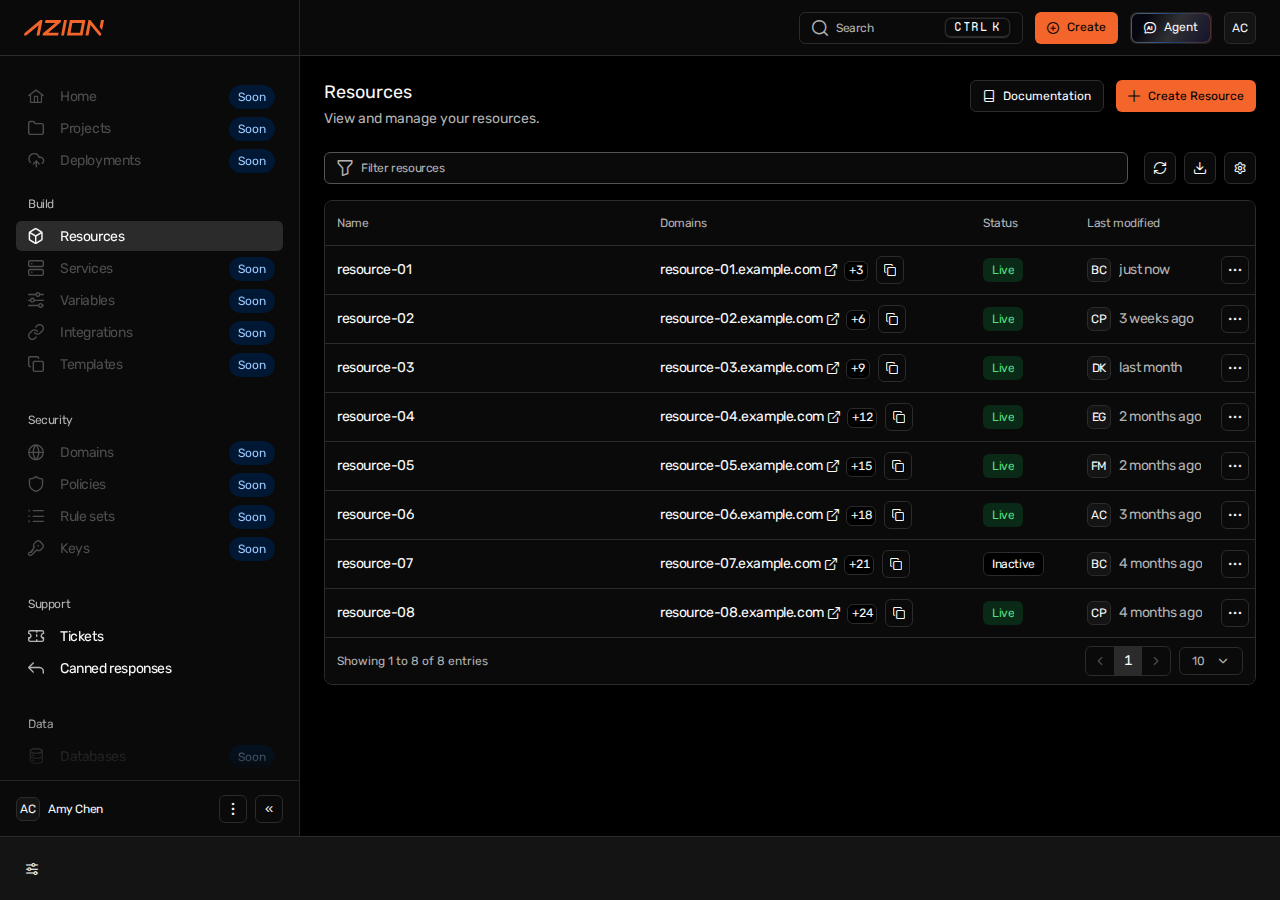 AZION
Search
CTRL K
Create
Agent
AC
Home
Soon
Projects
Soon
Deployments
Soon
Build
Resources
Services
Soon
Variables
Soon
Integrations
Soon
Templates
Soon
Security
Domains
Soon
Policies
Soon
Rule sets
Soon
Keys
Soon
Support
Tickets
Canned responses
Data
Databases
Soon
AC
Amy Chen
Resources
View and manage your resources.
Documentation
Create Resource
Filter resources
Name Domains Status Last modified
resource-01 resource-01.example.com +3 Live BC just now
resource-02 resource-02.example.com +6 Live CP 3 weeks ago
resource-03 resource-03.example.com +9 Live DK last month
resource-04 resource-04.example.com +12 Live EG 2 months ago
resource-05 resource-05.example.com +15 Live FM 2 months ago
resource-06 resource-06.example.com +18 Live AC 3 months ago
resource-07 resource-07.example.com +21 Inactive BC 4 months ago
resource-08 resource-08.example.com +24 Live CP 4 months ago
Showing 1 to 8 of 8 entries
1
10